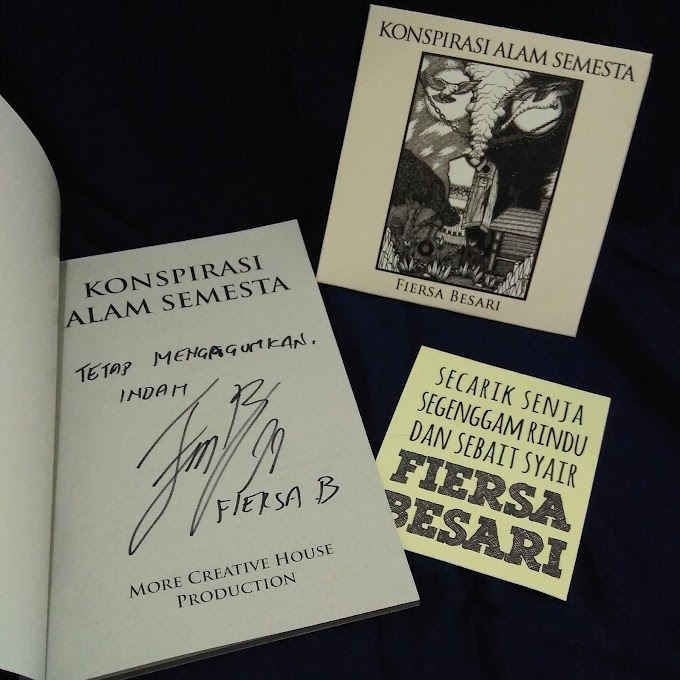 KONSPIRASI
ALAM SEMESTA
TETAP MENGAGUMKAN,
INDAH
FIERSA.B
MORE CREATIVE HOUSE
PRODUCTION
KONSPIRASI ALAM SEMESTA
FIERSA BESARI
SECARIK SENJA
SEGENGGAM RINDU
DAN SEBAIT SYAIR
FIERSA
BESARI